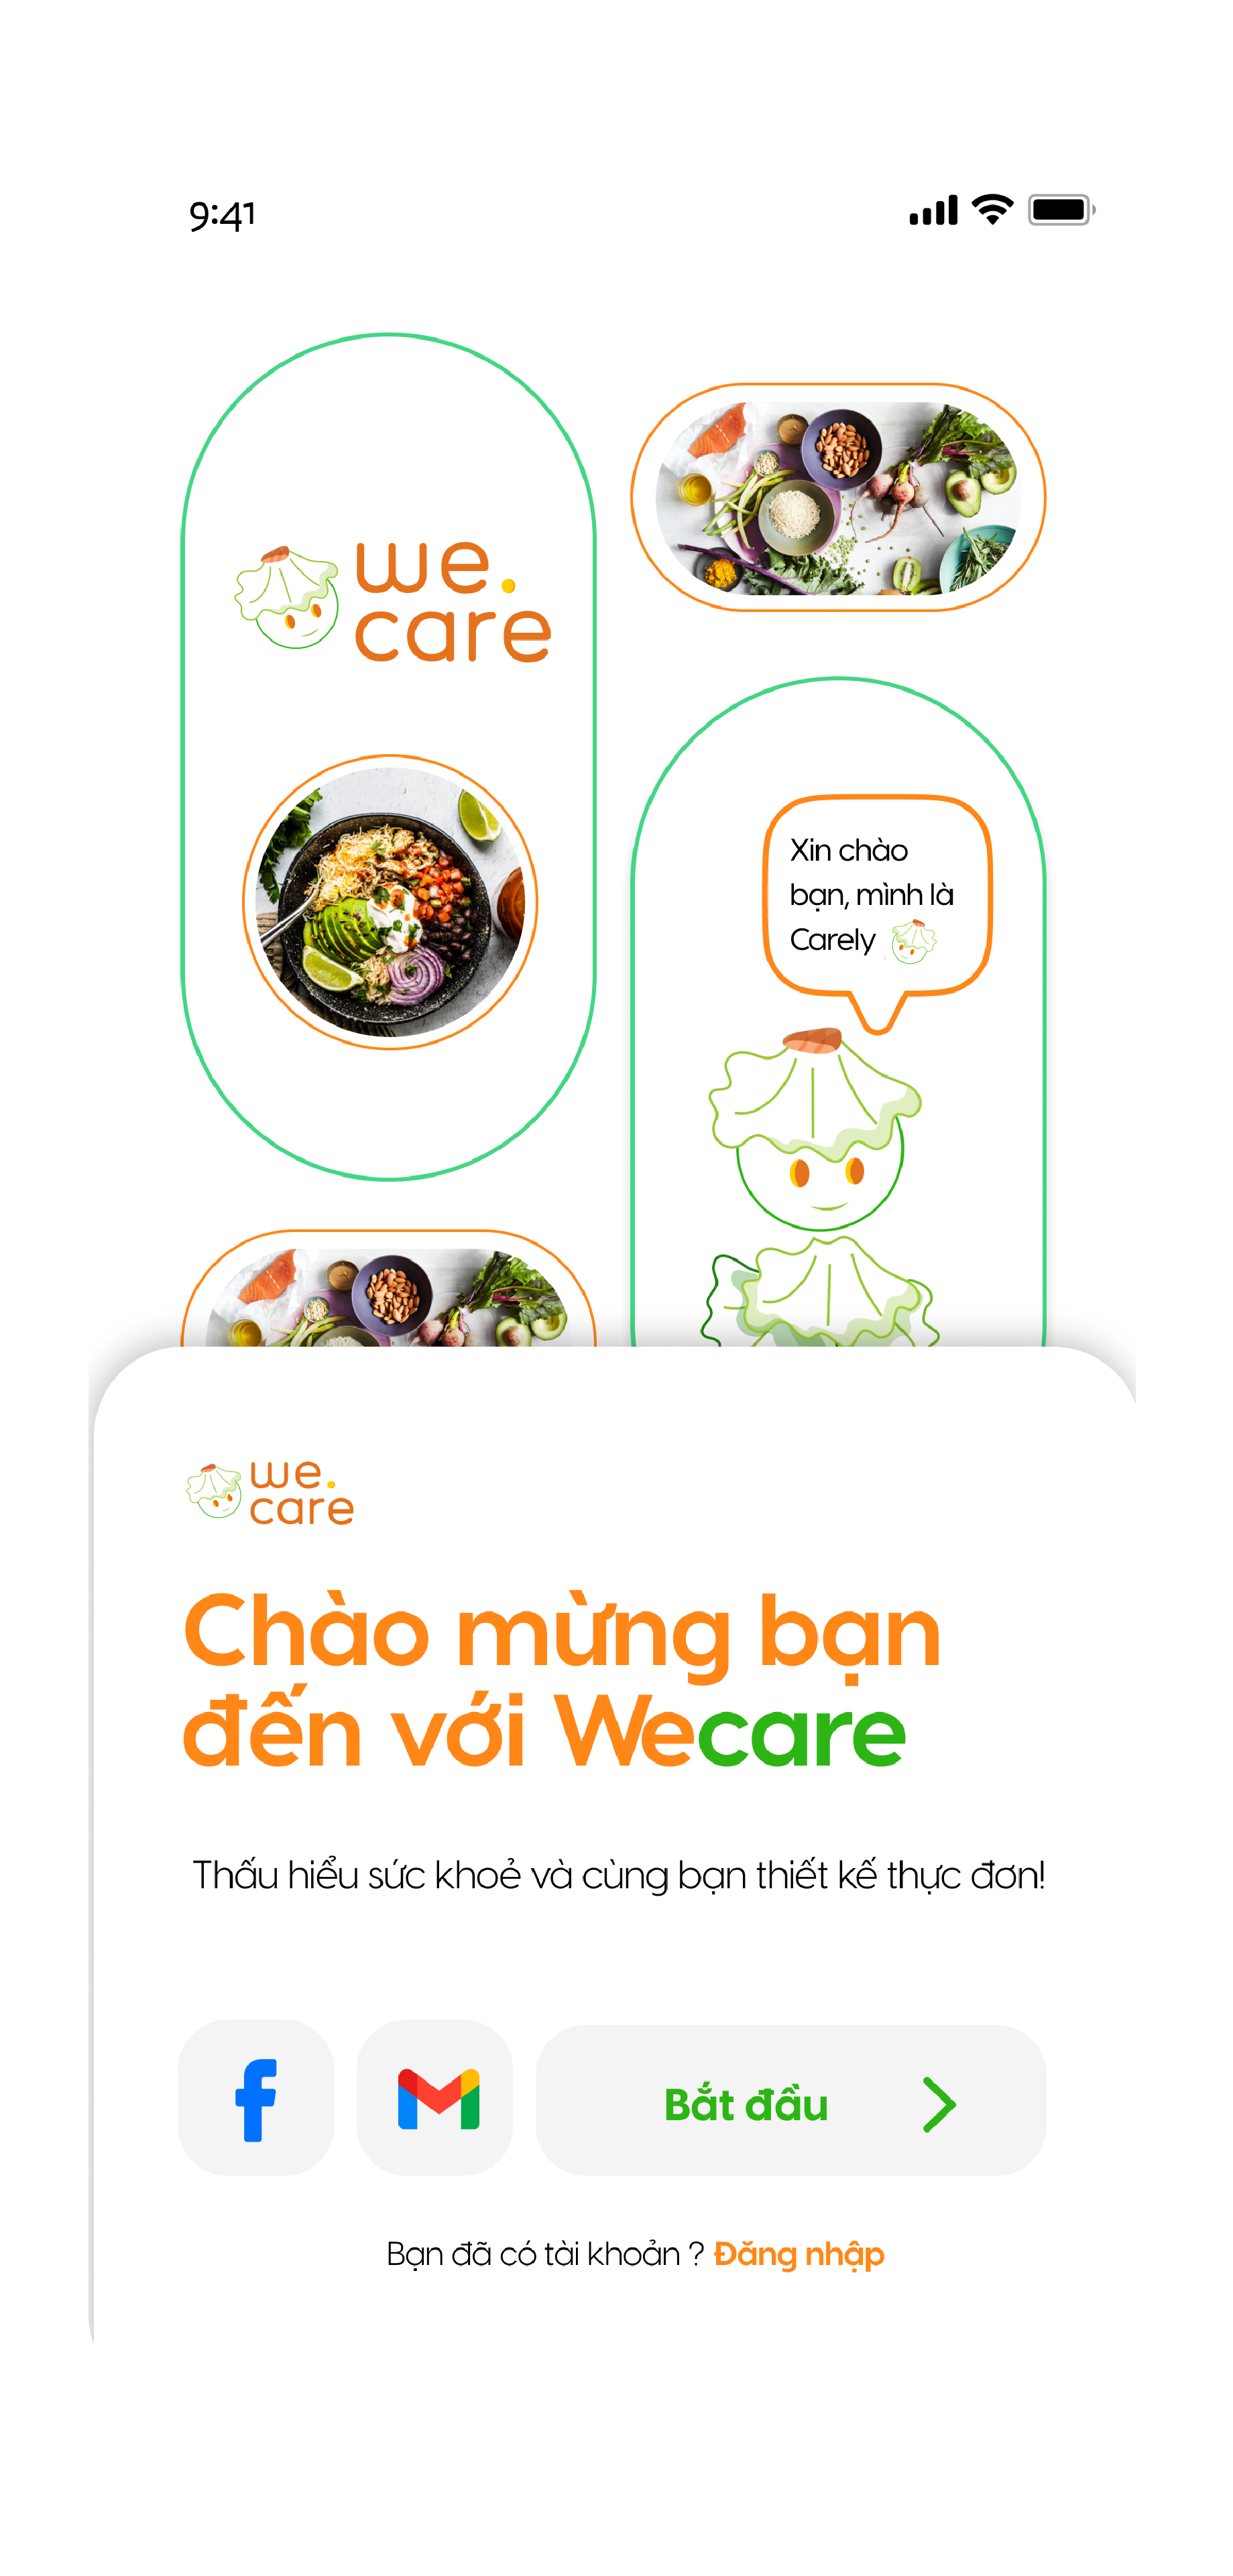 9:41
we.
care
Xin chào
bạn, mình là
Carely
we.
care
Chào mừng bạn
đến với Wecare
Thấu hiểu sức khoẻ và cùng bạn thiết kế thực đơn!
Bắt đầu
Bạn đã có tài khoản ? Đăng nhập